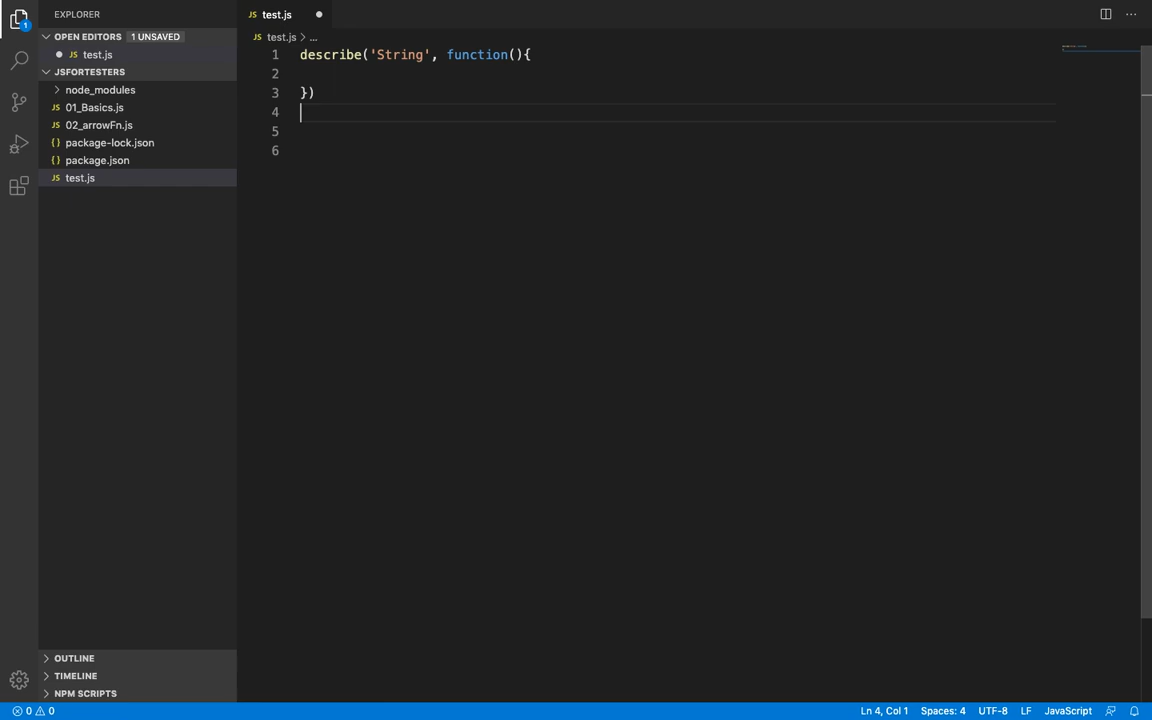 EXPLORER
1
OPEN EDITORS 1 UNSAVED
JS test.js
JSFORTESTERS
node_modules
JS 01_Basics.js
JS 02_arrowFn.js
{} package-lock.json
{} package.json
JS test.js
OUTLINE
TIMELINE
NPM SCRIPTS
JS test.js
JS test.js > ...
1 describe('String', function(){
2
3 })
4
5
6
0 0
Ln 4, Col 1 Spaces: 4 UTF-8 LF JavaScript